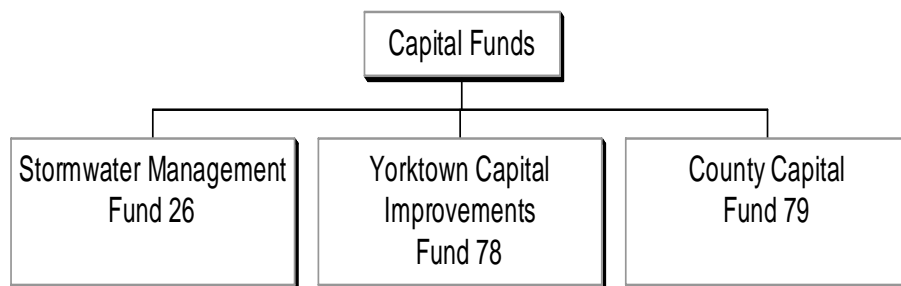 Capital Funds
Stormwater Management
Fund 26
Yorktown Capital
Improvements
Fund 78
County Capital
Fund 79